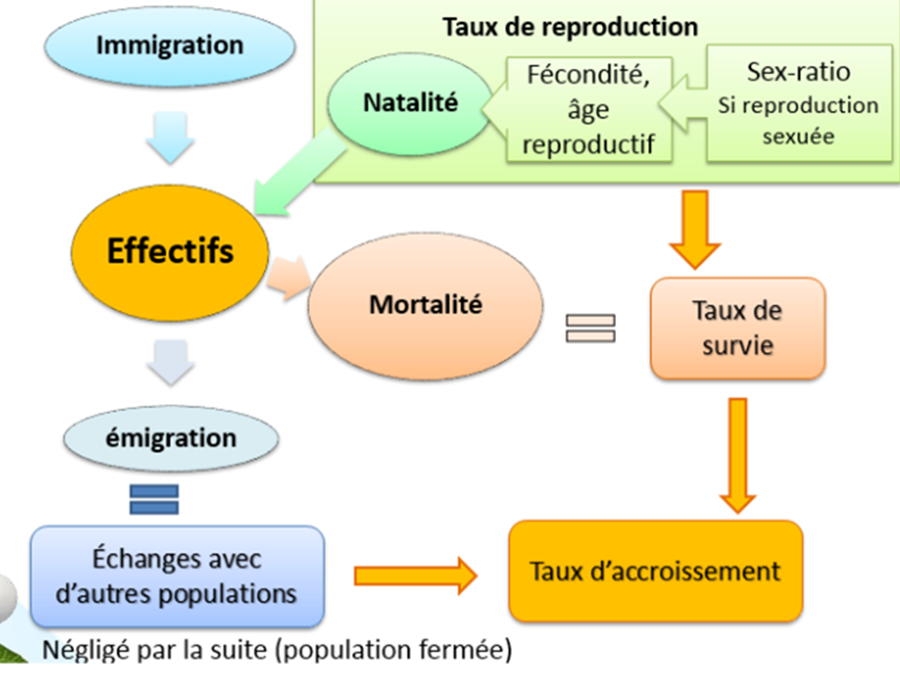 Immigration
Taux de reproduction
Natalité
Fécondité,
âge
reproductif
Sex-ratio
Si reproduction
sexuée
Effectifs
Mortalité
Taux de
survie
émigration
Échanges avec
d’autres populations
Taux d’accroissement
Négligé par la suite (population fermée)